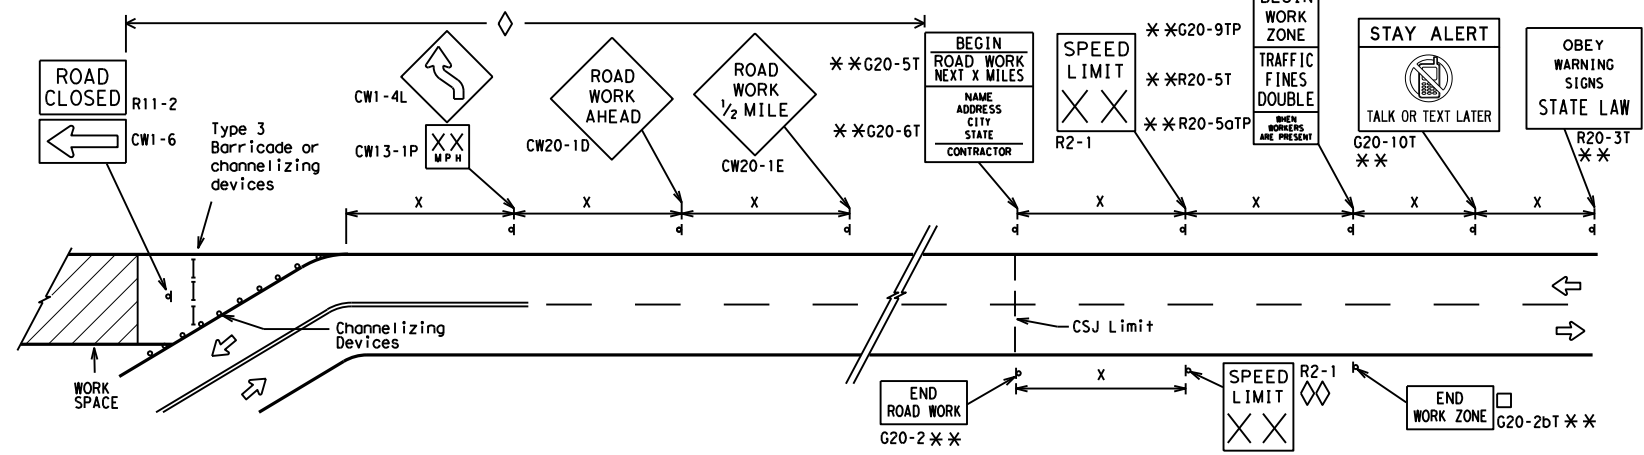 ROAD
CLOSED
R11-2
CW1-6
Type 3
Barricade or
channelizing
devices
CW1-4L
XX
MPH
CW13-1P
ROAD
WORK
AHEAD
CW20-1D
ROAD
WORK
1/2 MILE
CW20-1E
**G20-5T
BEGIN
ROAD WORK
NEXT X MILES
**G20-6T
NAME
ADDRESS
CITY
STATE
CONTRACTOR
SPEED
LIMIT
XX
R2-1
**G20-9TP
BEGIN
WORK
ZONE
**R20-5T
TRAFFIC
FINES
DOUBLE
**R20-5aTP
WHEN
WORKERS
ARE PRESENT
STAY ALERT
TALK OR TEXT LATER
G20-10T
**
OBEY
WARNING
SIGNS
STATE LAW
R20-3T
**
X
X
X
X
X
X
X
Channelizing
Devices
CSJ Limit
WORK
SPACE
END
ROAD WORK
G20-2**
X
SPEED
LIMIT
XX
R2-1
END
WORK ZONE
G20-2bT **